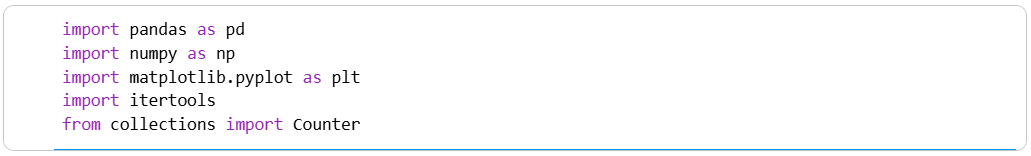 import pandas as pd
import numpy as np
import matplotlib.pyplot as plt
import itertools
from collections import Counter